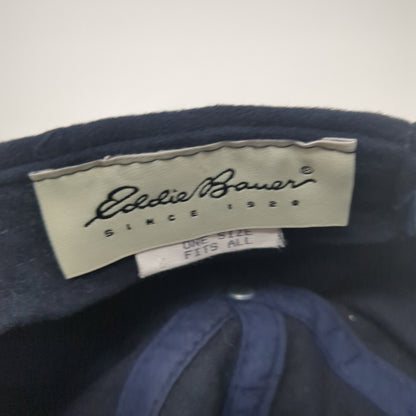 Eddie Bauer®
SINCE 1920
ONE SIZE
FITS ALL